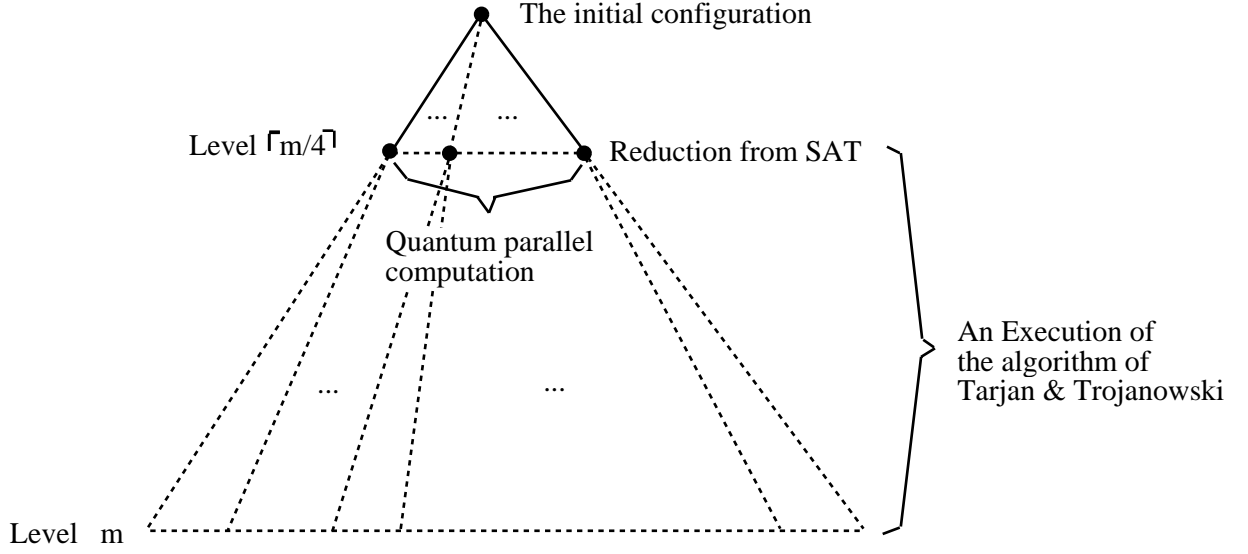 The initial configuration
...
...
Level ⌈m/4⌉
Reduction from SAT
Quantum parallel
computation
An Execution of
the algorithm of
Tarjan & Trojanowski
...
...
Level m